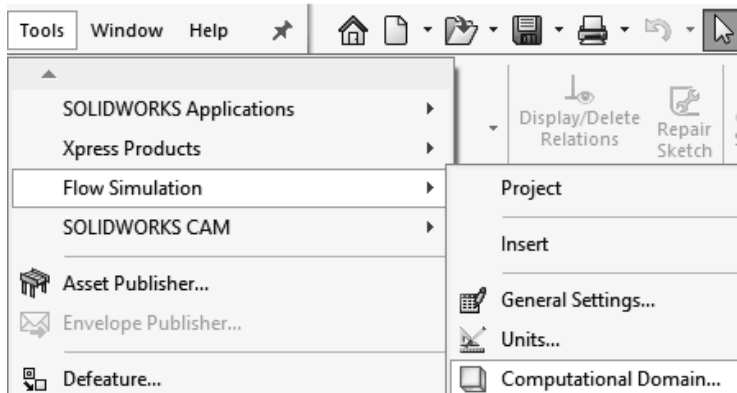 Tools Window Help
SOLIDWORKS Applications
Xpress Products
Flow Simulation
SOLIDWORKS CAM
Asset Publisher...
Envelope Publisher...
Defeature...
Display/Delete
Relations
Repair
Sketch
Project
Insert
General Settings...
Units...
Computational Domain...